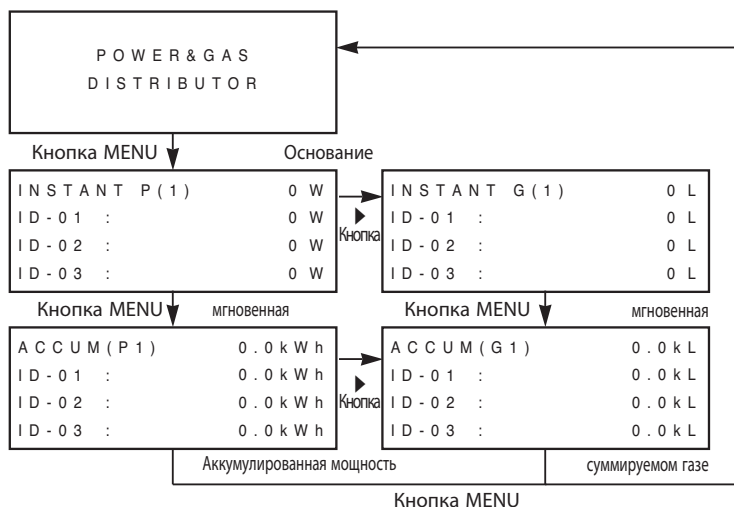 POWER&GAS
DISTRIBUTOR
Кнопка MENU
Основание
INSTANT P(1) 0 W
ID-01 : 0 W
ID-02 : 0 W
ID-03 : 0 W
Кнопка
INSTANT G(1) 0 L
ID-01 : 0 L
ID-02 : 0 L
ID-03 : 0 L
Кнопка MENU
мгновенная
Кнопка MENU
мгновенная
ACCUM(P1) 0.0kWh
ID-01 : 0.0kWh
ID-02 : 0.0kWh
ID-03 : 0.0kWh
Кнопка
ACCUM(G1) 0.0kL
ID-01 : 0.0kL
ID-02 : 0.0kL
ID-03 : 0.0kL
Аккумулированная мощность
суммируемом газе
Кнопка MENU